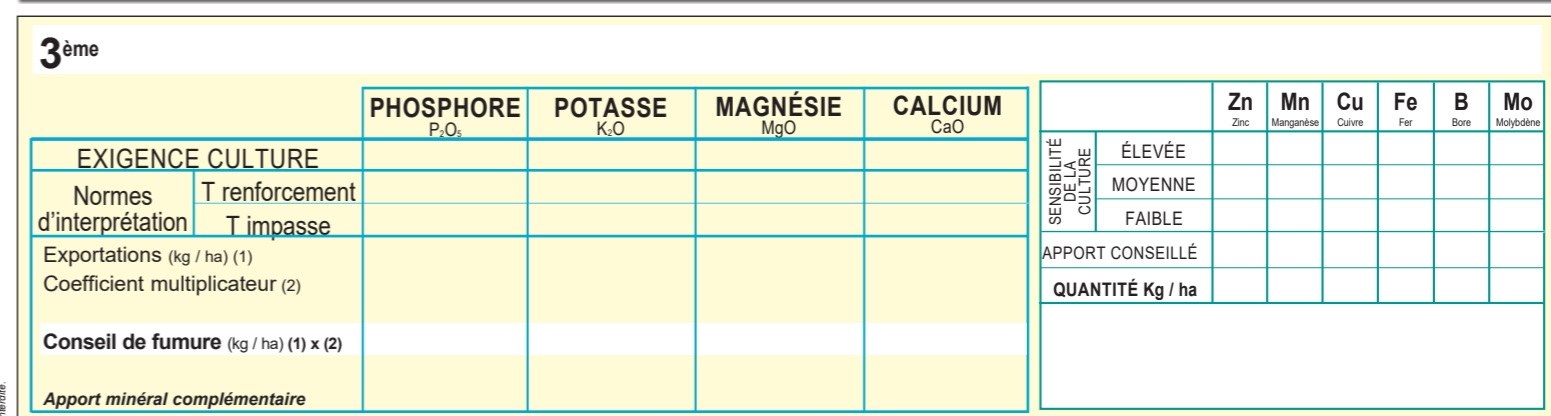 3ème
PHOSPHORE POTASSE MAGNÉSIE CALCIUM
P₂O₅ K₂O MgO CaO
EXIGENCE CULTURE
Normes d'interprétation
T renforcement
T impasse
Exportations (kg / ha) (1)
Coefficient multiplicateur (2)
Conseil de fumure (kg / ha) (1) x (2)
Apport minéral complémentaire
Zn Mn Cu Fe B Mo
Zinc Manganèse Cuivre Fer Bore Molybdène
SENSIBILITÉ
DE LA
CULTURE
ÉLEVÉE
MOYENNE
FAIBLE
APPORT CONSEILLÉ
QUANTITÉ Kg / ha